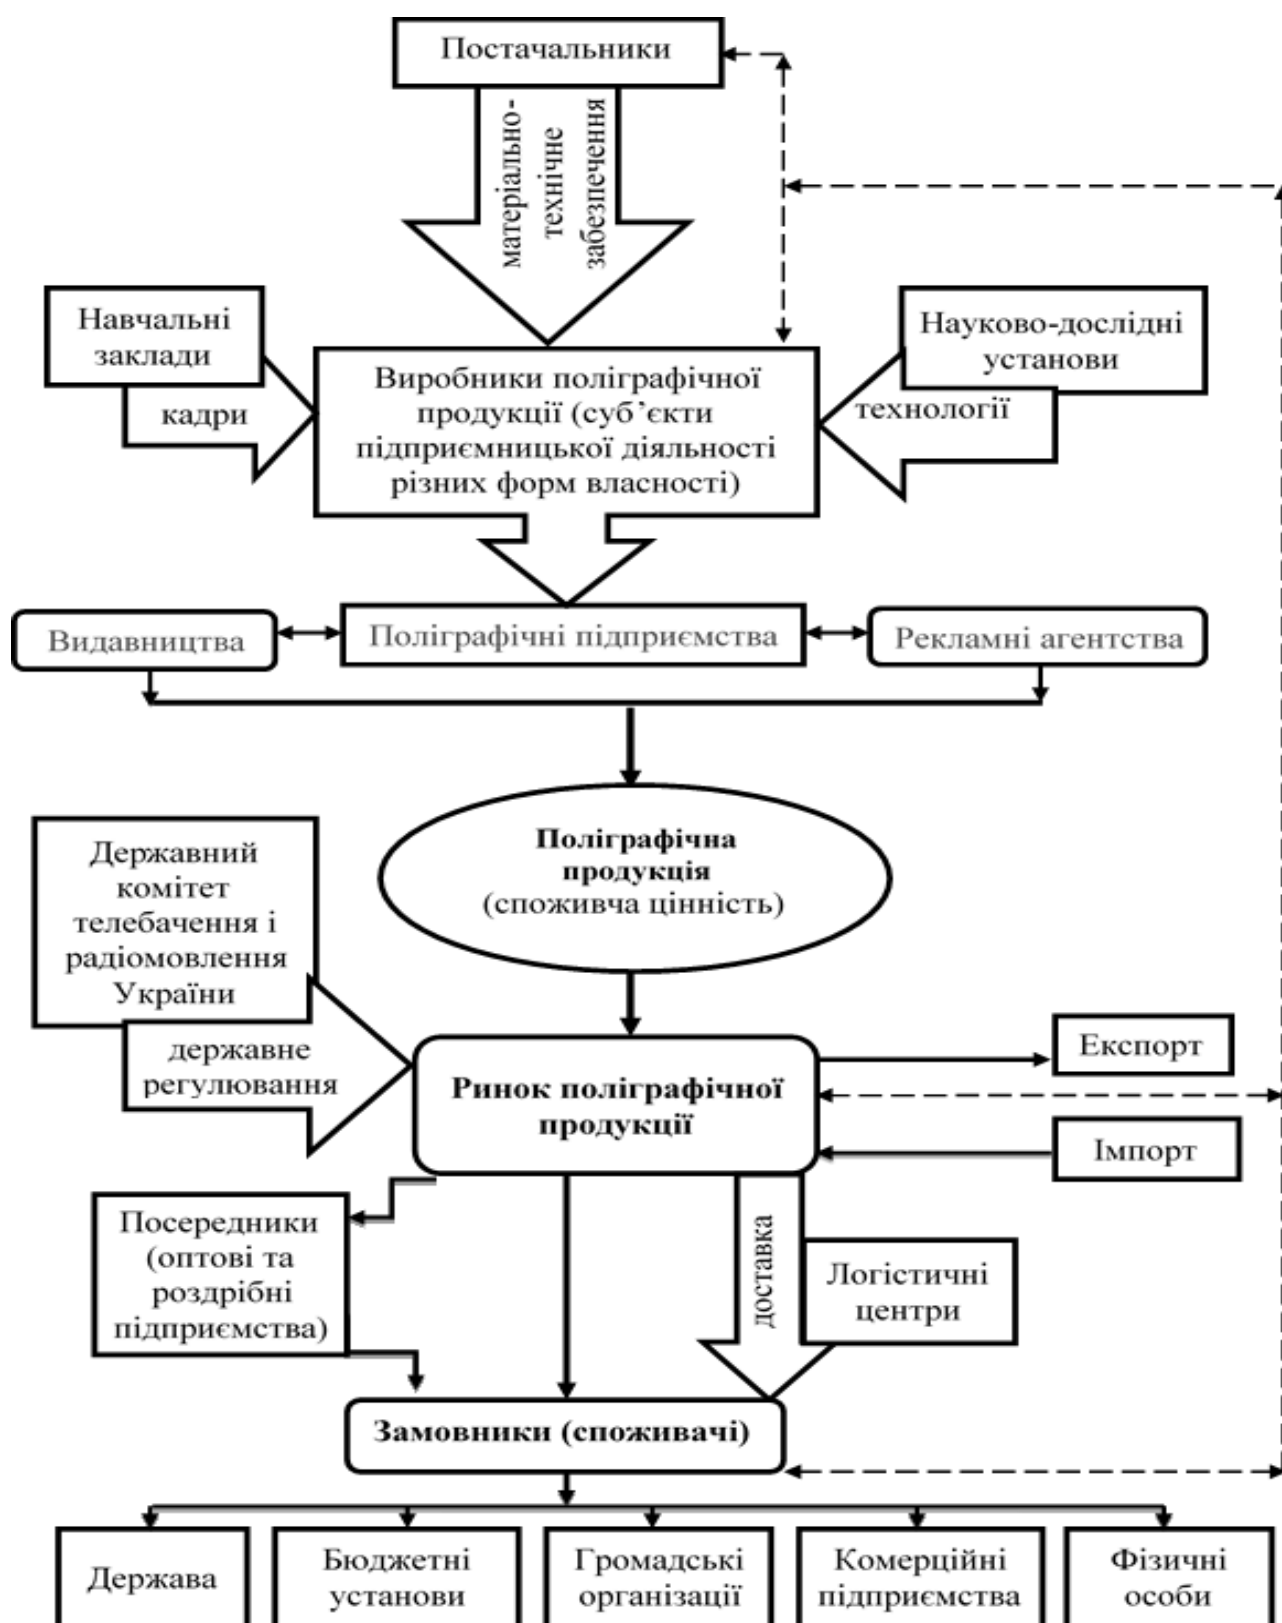 Постачальники
матеріально-
технічне
забезпечення
Навчальні
заклади
кадри
Науково-дослідні
установи
технології
Виробники поліграфічної
продукції (суб’єкти
підприємницької діяльності
різних форм власності)
Видавництва
Поліграфічні підприємства
Рекламні агентства
Поліграфічна
продукція
(споживча цінність)
Державний
комітет
телебачення і
радіомовлення
України
державне
регулювання
Ринок поліграфічної
продукції
Експорт
Імпорт
Посередники
(оптові та
роздрібні
підприємства)
доставка
Логістичні
центри
Замовники (споживачі)
Держава
Бюджетні
установи
Громадські
організації
Комерційні
підприємства
Фізичні
особи